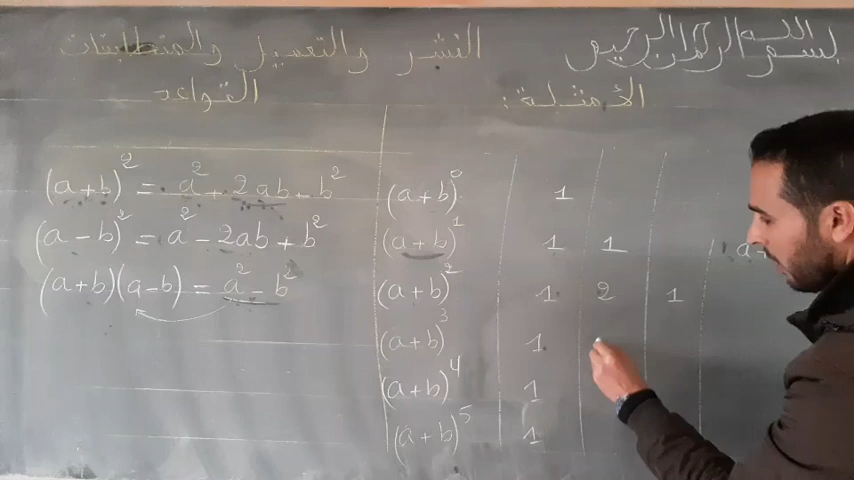 بسم الله الرحمن الرحيم
النشر والتعميل والمتطابقات
الأمثلة:
القواعد
(a+b)² = a² + 2ab + b²
(a-b)² = a² - 2ab + b²
(a+b)(a-b) = a² - b²
(a+b)⁰ 1
(a+b)¹ 1 1
(a+b)² 1 2 1
(a+b)³ 1
(a+b)⁴ 1
(a+b)⁵ 1